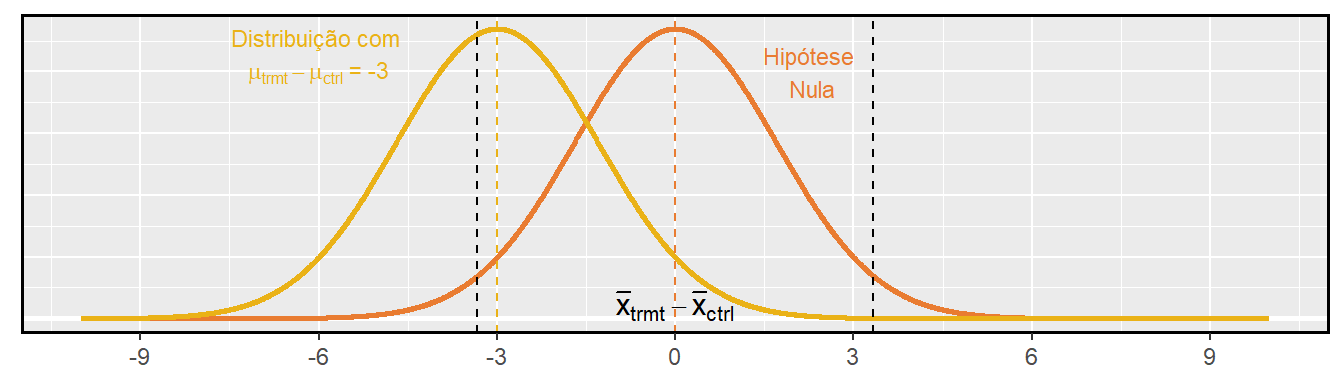 Distribuição com
μtrmt – μctrl = -3
Hipótese
Nula
x̅trmt – x̅ctrl
-9 -6 -3 0 3 6 9